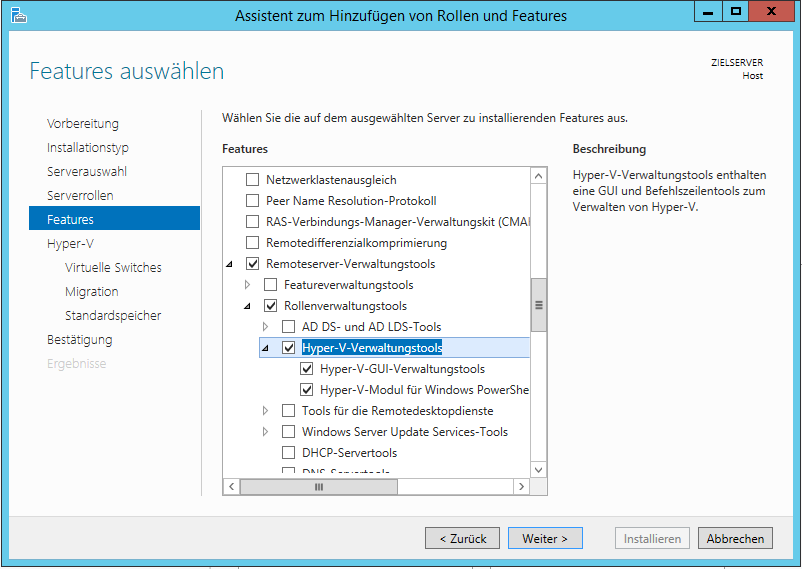 Assistent zum Hinzufügen von Rollen und Features
Features auswählen
ZIELSERVER
Host
Vorbereitung
Installationstyp
Serverauswahl
Serverrollen
Features
Hyper-V
Virtuelle Switches
Migration
Standardspeicher
Bestätigung
Ergebnisse
Wählen Sie die auf dem ausgewählten Server zu installierenden Features aus.
Features
Netzwerklastenausgleich
Peer Name Resolution-Protokoll
RAS-Verbindungs-Manager-Verwaltungskit (CMA
Remotedifferenzialkomprimierung
Remoteserver-Verwaltungstools
Featureverwaltungstools
Rollenverwaltungstools
AD DS- und AD LDS-Tools
Hyper-V-Verwaltungstools
Hyper-V-GUI-Verwaltungstools
Hyper-V-Modul für Windows PowerShe
Tools für die Remotedesktopdienste
Windows Server Update Services-Tools
DHCP-Servertools
DNS-Servertools
Beschreibung
Hyper-V-Verwaltungstools enthalten
eine GUI und Befehlszeilentools zum
Verwalten von Hyper-V.
< Zurück
Weiter >
Installieren
Abbrechen